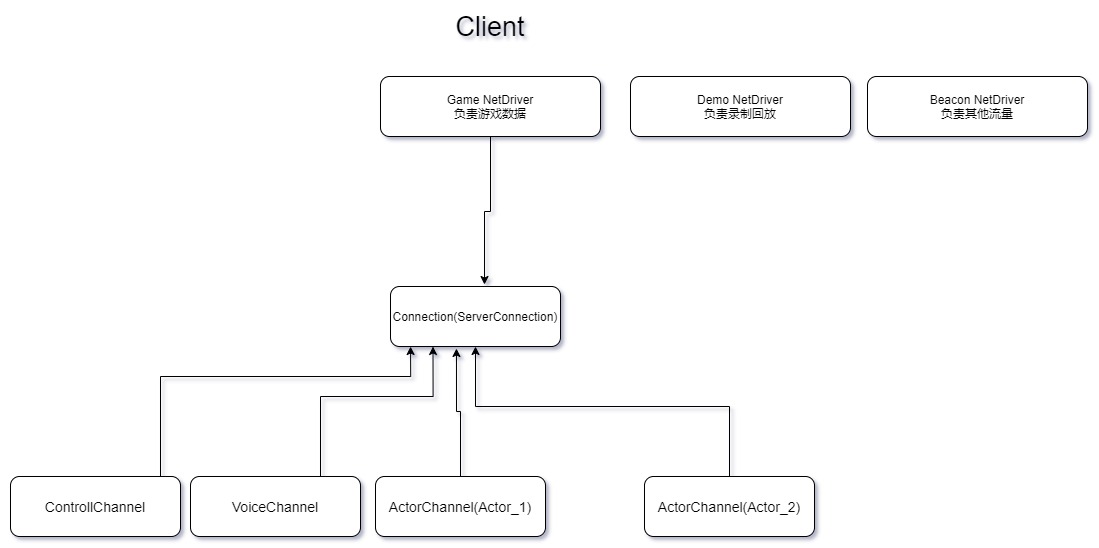 Client
Game NetDriver
负责游戏数据
Demo NetDriver
负责录制回放
Beacon NetDriver
负责其他流量
Connection(ServerConnection)
ControllChannel
VoiceChannel
ActorChannel(Actor_1)
ActorChannel(Actor_2)